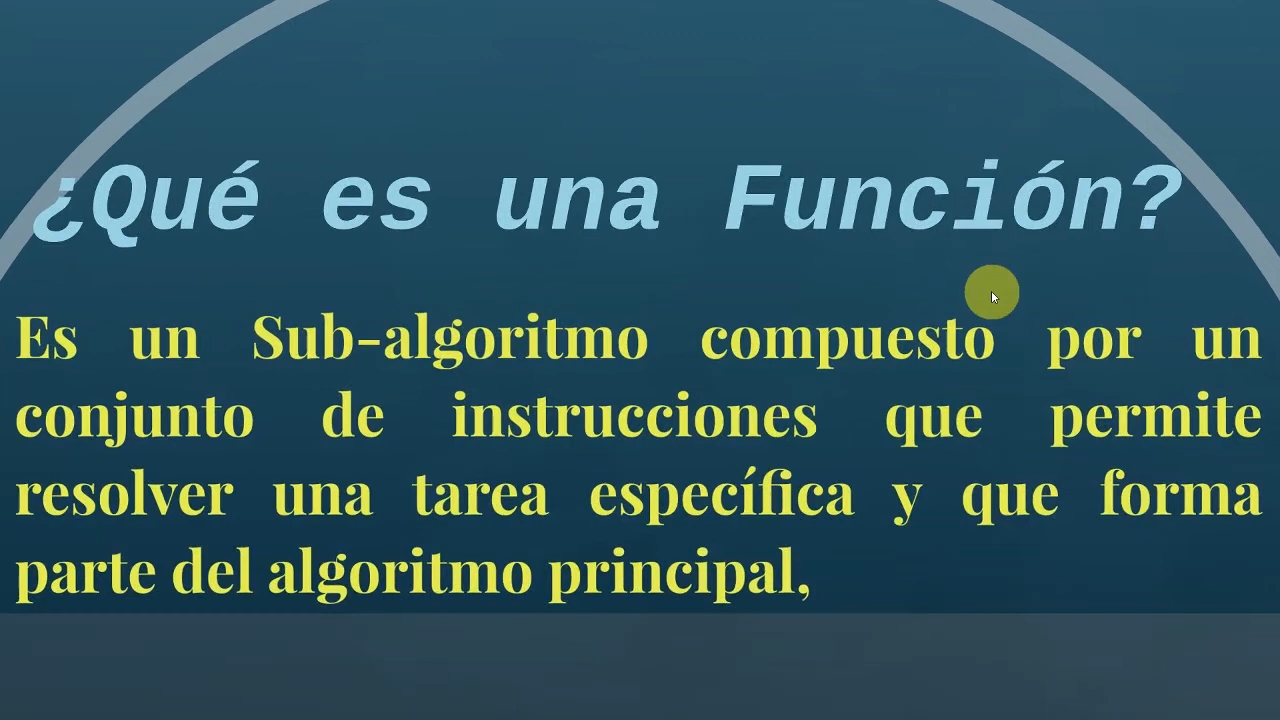 ¿Qué es una Función?
Es un Sub-algoritmo compuesto por un
conjunto de instrucciones que permite
resolver una tarea específica y que forma
parte del algoritmo principal,